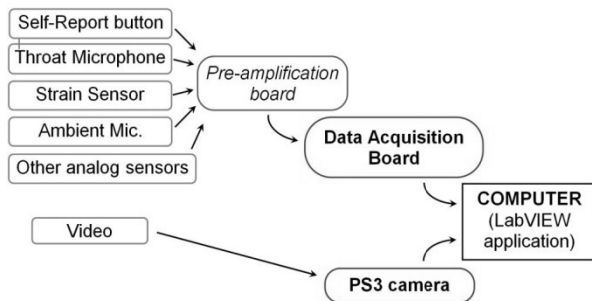 Self-Report button
Throat Microphone
Strain Sensor
Ambient Mic.
Other analog sensors
Pre-amplification
board
Data Acquisition
Board
Video
PS3 camera
COMPUTER
(LabVIEW
application)